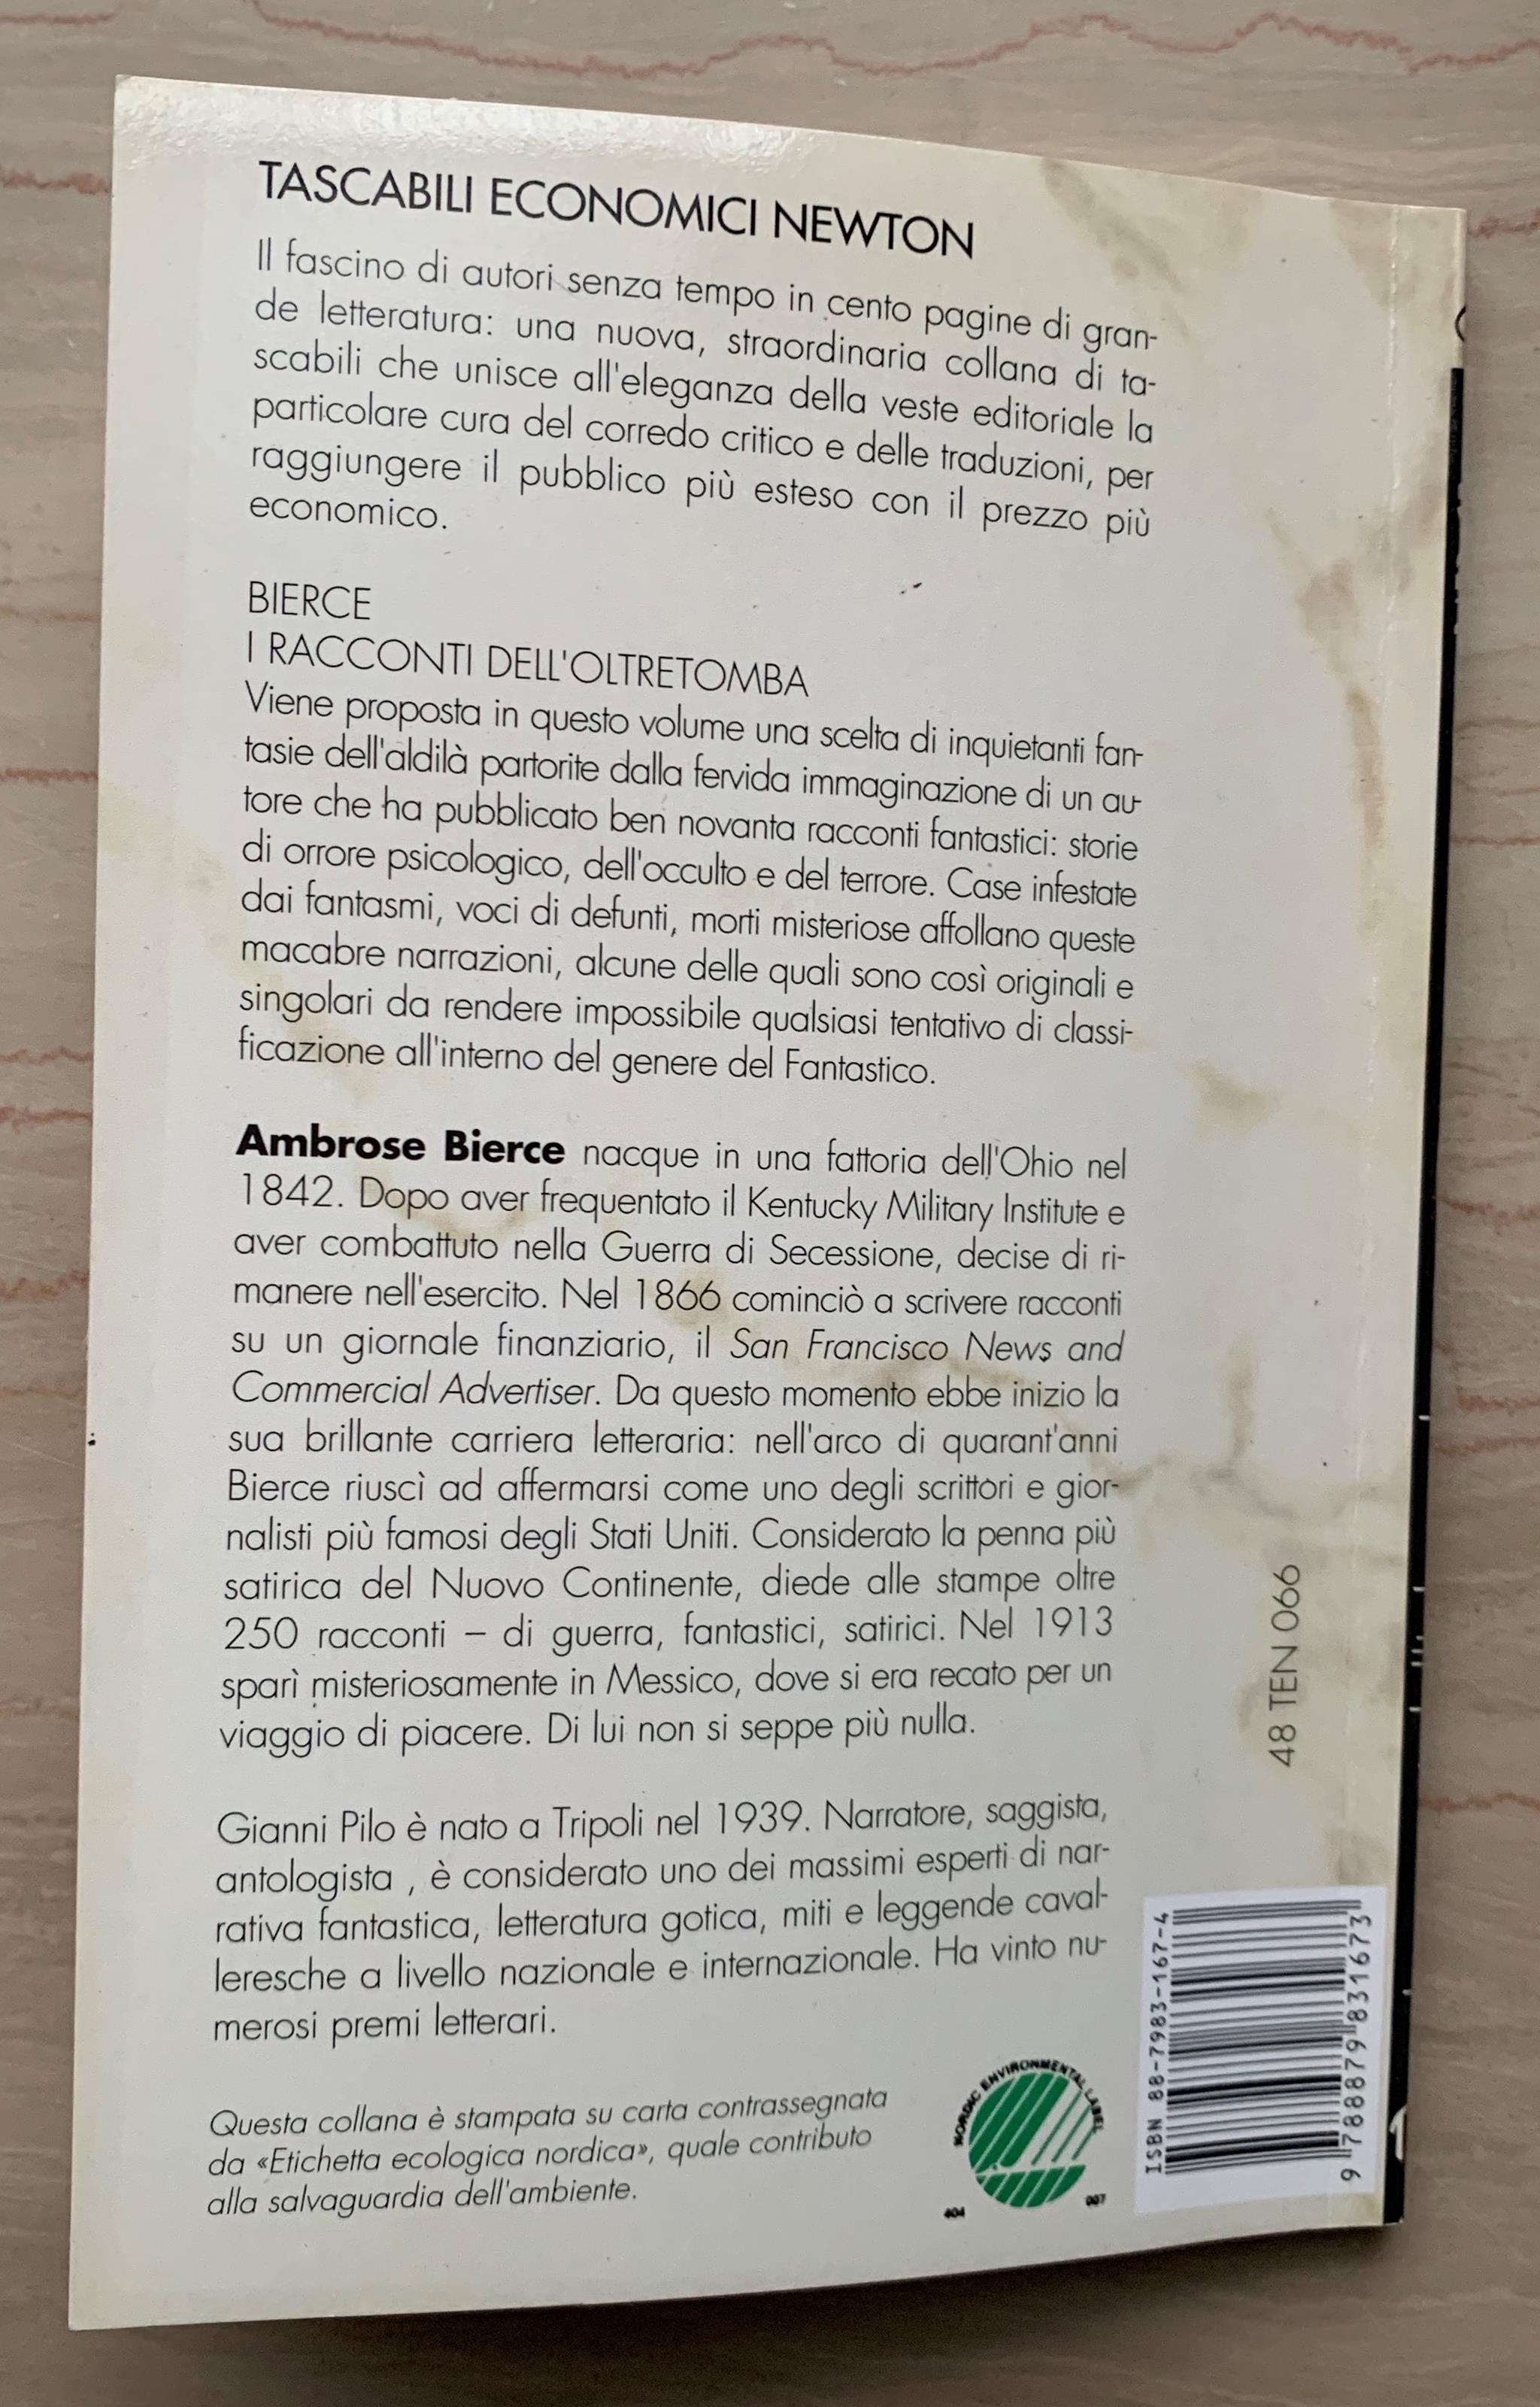 TASCABILI ECONOMICI NEWTON
Il fascino di autori senza tempo in cento pagine di gran-
de letteratura: una nuova, straordinaria collana di ta-
scabili che unisce all'eleganza della veste editoriale la
particolare cura del corredo critico e delle traduzioni, per
raggiungere il pubblico più esteso con il prezzo più
economico.
BIERCE
I RACCONTI DELL'OLTRETOMBA
Viene proposta in questo volume una scelta di inquietanti fan-
tasie dell'aldilà partorite dalla fervida immaginazione di un au-
tore che ha pubblicato ben novanta racconti fantastici: storie
di orrore psicologico, dell'occulto e del terrore. Case infestate
dai fantasmi, voci di defunti, morti misteriose affollano queste
macabre narrazioni, alcune delle quali sono così originali e
singolari da rendere impossibile qualsiasi tentativo di classi-
ficazione all'interno del genere del Fantastico.
Ambrose Bierce nacque in una fattoria dell'Ohio nel
1842. Dopo aver frequentato il Kentucky Military Institute e
aver combattuto nella Guerra di Secessione, decise di ri-
manere nell'esercito. Nel 1866 cominciò a scrivere racconti
su un giornale finanziario, il San Francisco News and
Commercial Advertiser. Da questo momento ebbe inizio la
sua brillante carriera letteraria: nell'arco di quarant'anni
Bierce riuscì ad affermarsi come uno degli scrittori e gior-
nalisti più famosi degli Stati Uniti. Considerato la penna più
satirica del Nuovo Continente, diede alle stampe oltre
250 racconti – di guerra, fantastici, satirici. Nel 1913
sparì misteriosamente in Messico, dove si era recato per un
viaggio di piacere. Di lui non si seppe più nulla.
Gianni Pilo è nato a Tripoli nel 1939. Narratore, saggista,
antologista , è considerato uno dei massimi esperti di nar-
rativa fantastica, letteratura gotica, miti e leggende caval-
leresche a livello nazionale e internazionale. Ha vinto nu-
merosi premi letterari.
Questa collana è stampata su carta contrassegnata
da «Etichetta ecologica nordica», quale contributo
alla salvaguardia dell'ambiente.
NORDIC ENVIRONMENTAL LABEL
404 007
48 TEN 066
ISBN 88-7983-167-4
9 788879 831673